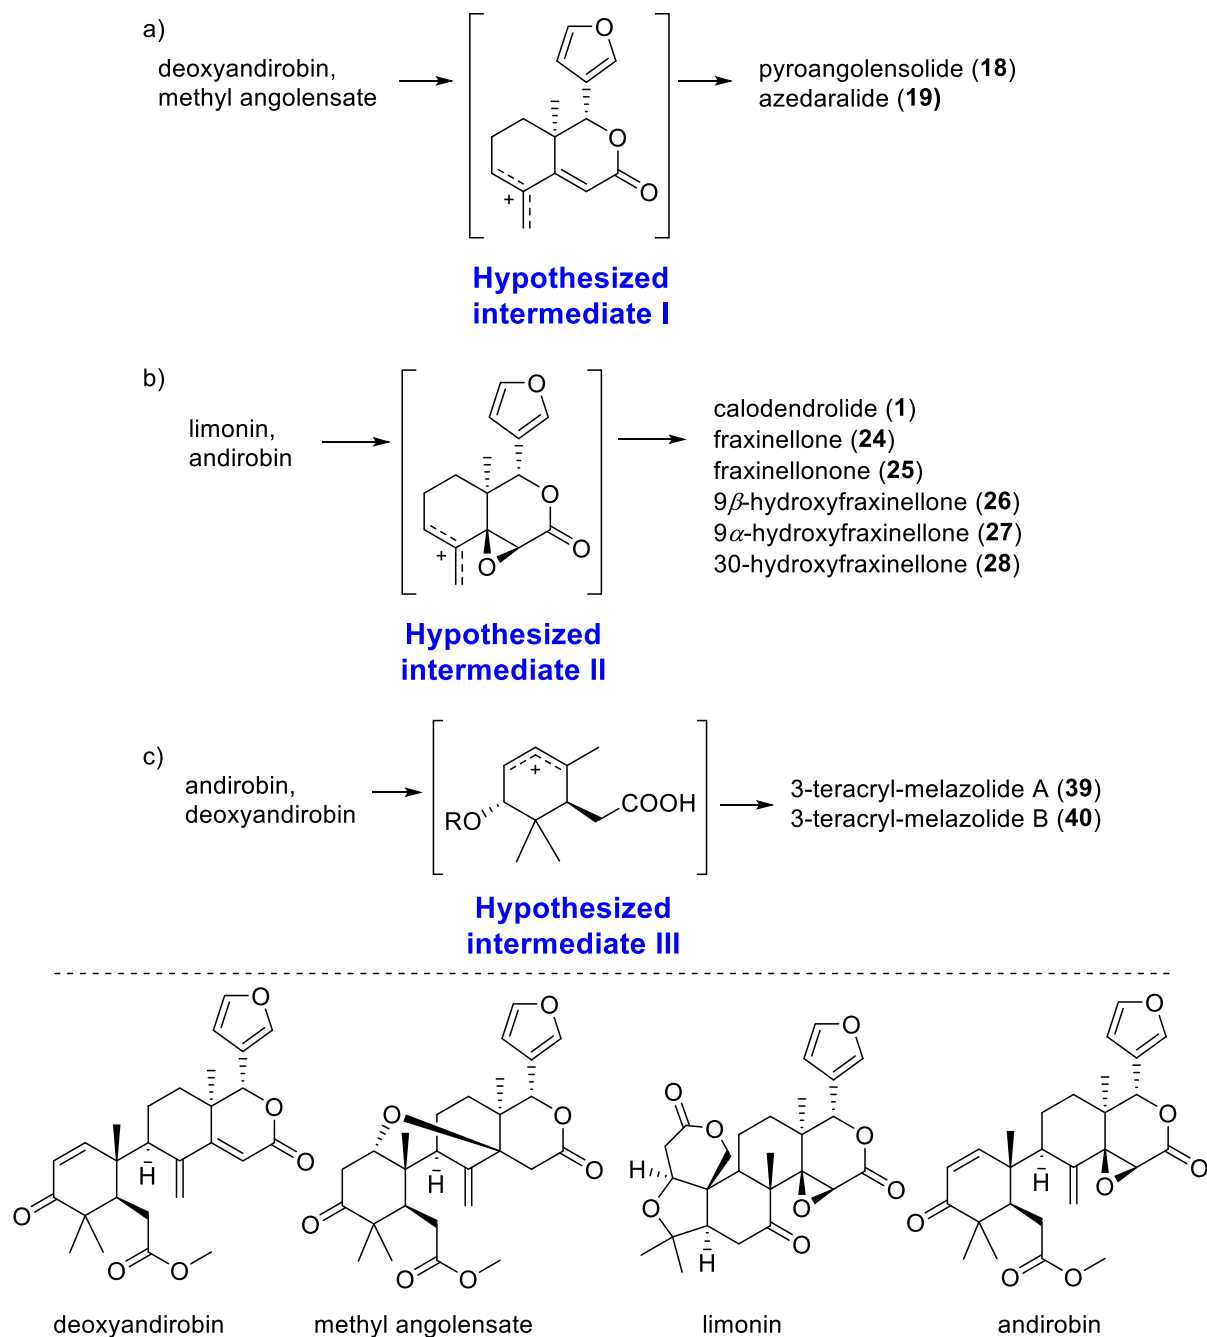 a)
deoxyandirobin,
methyl angolensate
O
O
O
+
pyroangolensolide (18)
azedaralide (19)
Hypothesized
intermediate I
b)
limonin,
andirobin
O
O
O
O
+
calodendrolide (1)
fraxinellone (24)
fraxinellonone (25)
9β-hydroxyfraxinellone (26)
9α-hydroxyfraxinellone (27)
30-hydroxyfraxinellone (28)
Hypothesized
intermediate II
c)
andirobin,
deoxyandirobin
+
RO
COOH
3-teracryl-melazolide A (39)
3-teracryl-melazolide B (40)
Hypothesized
intermediate III
O
O
O
O
H
O
O
O
O
O
O
O
H
O
O
O
O
O
O
H
O
O
O
O
H
O
O
O
O
O
H
O
O
O
deoxyandirobin
methyl angolensate
limonin
andirobin